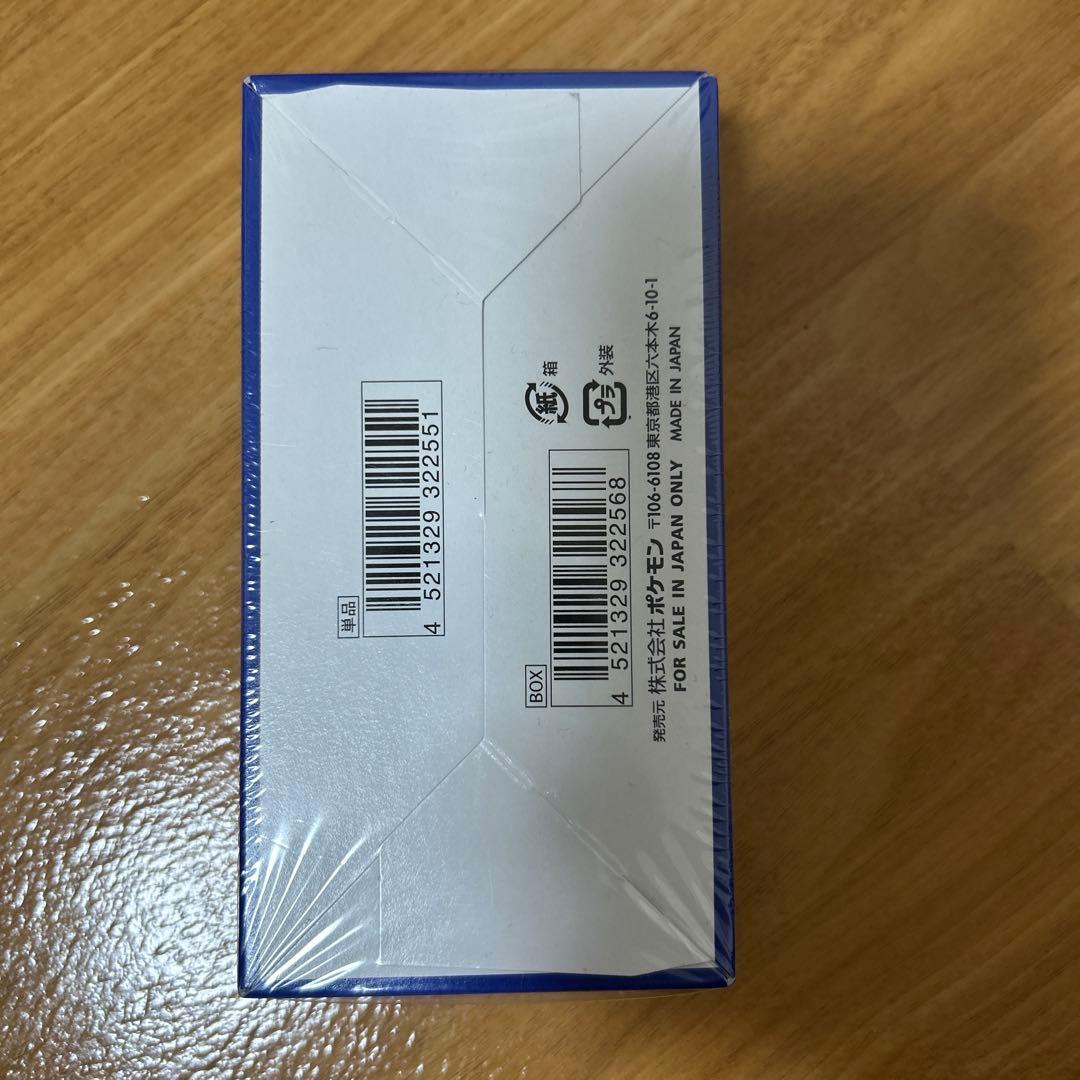 単品
4 521329 322551
BOX
4 521329 322568
紙 箱
プラ 外装
発売元 株式会社 ポケモン 〒106-6108 東京都港区六本木6-10-1
FOR SALE IN JAPAN ONLY MADE IN JAPAN